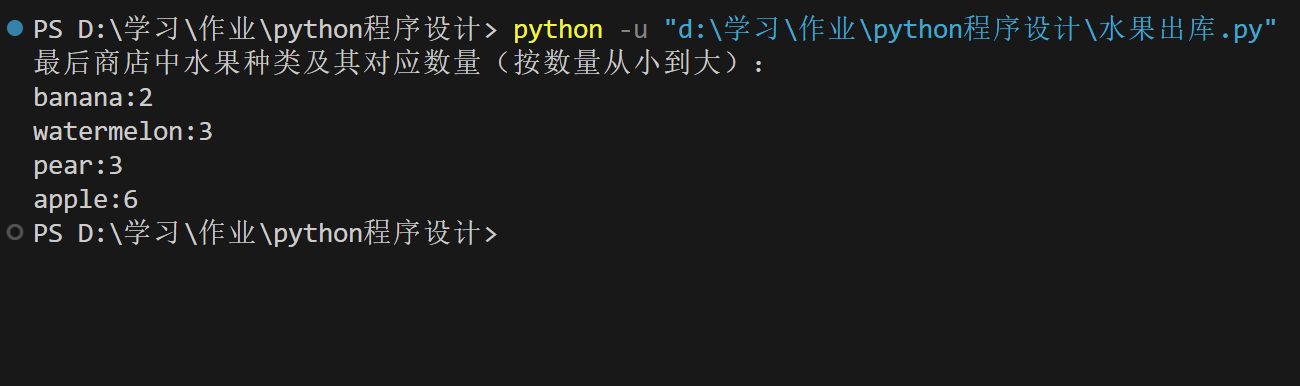 PS D:\学习\作业\python程序设计> python -u "d:\学习\作业\python程序设计\水果出库.py"
最后商店中水果种类及其对应数量（按数量从小到大）：
banana:2
watermelon:3
pear:3
apple:6
PS D:\学习\作业\python程序设计>